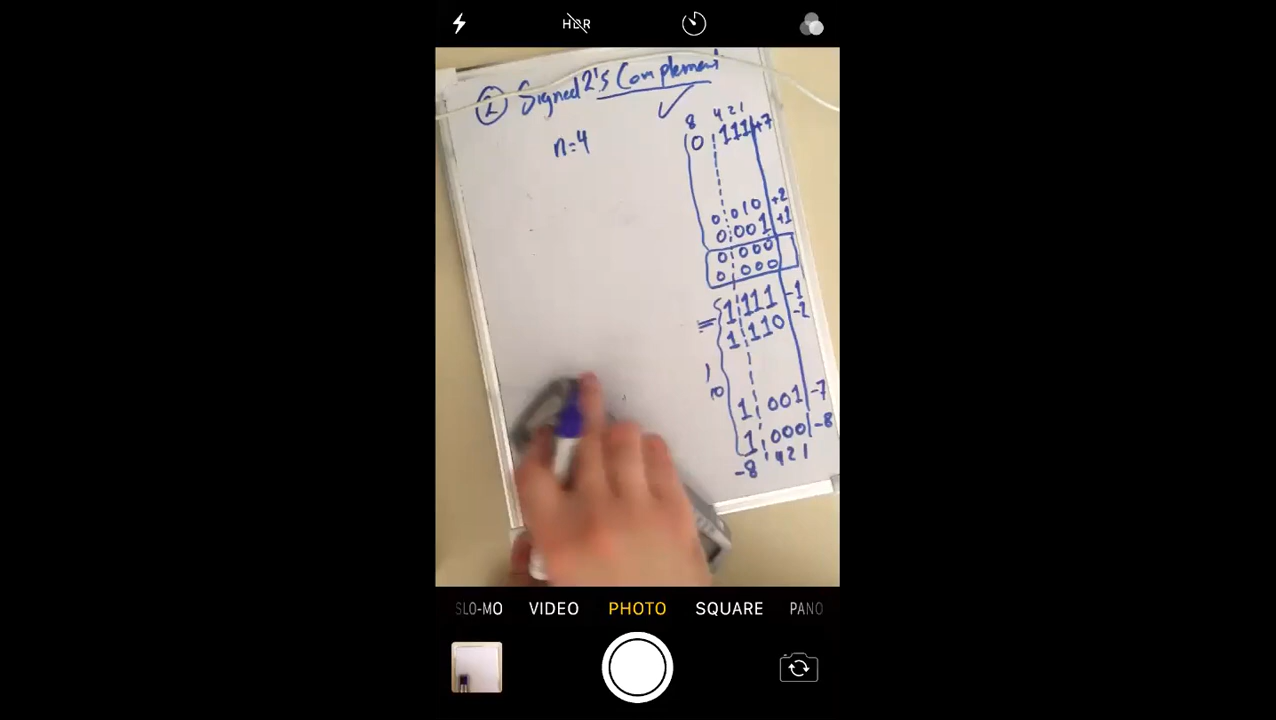 HDR
② Signed 2's Complement
n=4
8 4 2 1
0 111 +7
0 010 +2
0 001 +1
0 000
0 000
1 111 -1
1 110 -2
1 001 -7
1 000 -8
-8 4 2 1
SLO-MO VIDEO PHOTO SQUARE PANO